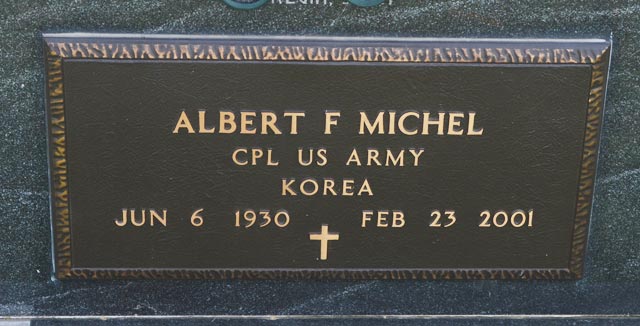 ALBERT F MICHEL
CPL US ARMY
KOREA
JUN 6 1930 FEB 23 2001